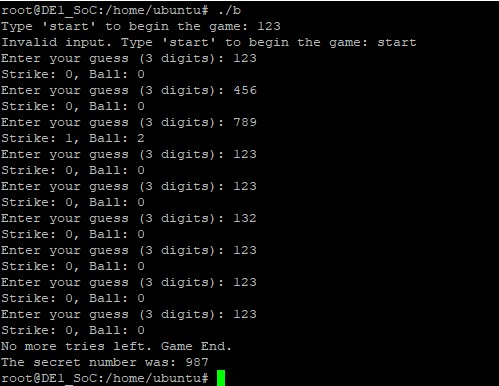 root@DE1_SoC:/home/ubuntu# ./b
Type 'start' to begin the game: 123
Invalid input. Type 'start' to begin the game: start
Enter your guess (3 digits): 123
Strike: 0, Ball: 0
Enter your guess (3 digits): 456
Strike: 0, Ball: 0
Enter your guess (3 digits): 789
Strike: 1, Ball: 2
Enter your guess (3 digits): 123
Strike: 0, Ball: 0
Enter your guess (3 digits): 123
Strike: 0, Ball: 0
Enter your guess (3 digits): 132
Strike: 0, Ball: 0
Enter your guess (3 digits): 123
Strike: 0, Ball: 0
Enter your guess (3 digits): 123
Strike: 0, Ball: 0
Enter your guess (3 digits): 123
Strike: 0, Ball: 0
No more tries left. Game End.
The secret number was: 987
root@DE1_SoC:/home/ubuntu#